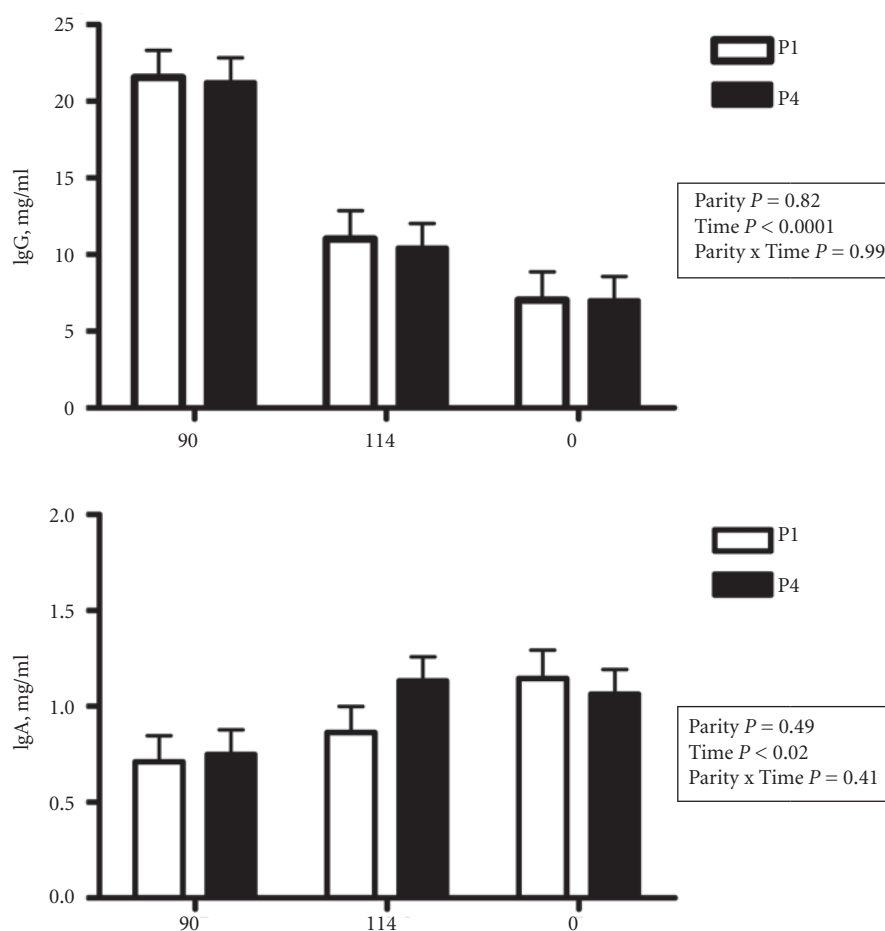 25
20
15
10
5
0
IgG, mg/ml
90
114
0
P1
P4
Parity P = 0.82
Time P < 0.0001
Parity x Time P = 0.99
2.0
1.5
1.0
0.5
0.0
IgA, mg/ml
90
114
0
P1
P4
Parity P = 0.49
Time P < 0.02
Parity x Time P = 0.41